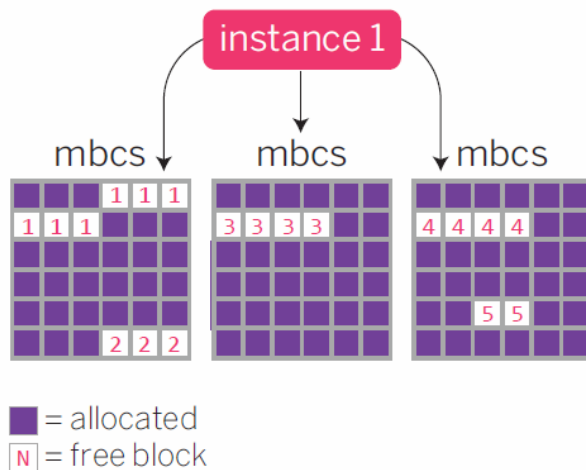 instance 1
mbcs mbcs mbcs
1 1 1
1 1 1 3 3 3 3 4 4 4 4
5 5
2 2 2
= allocated
N = free block